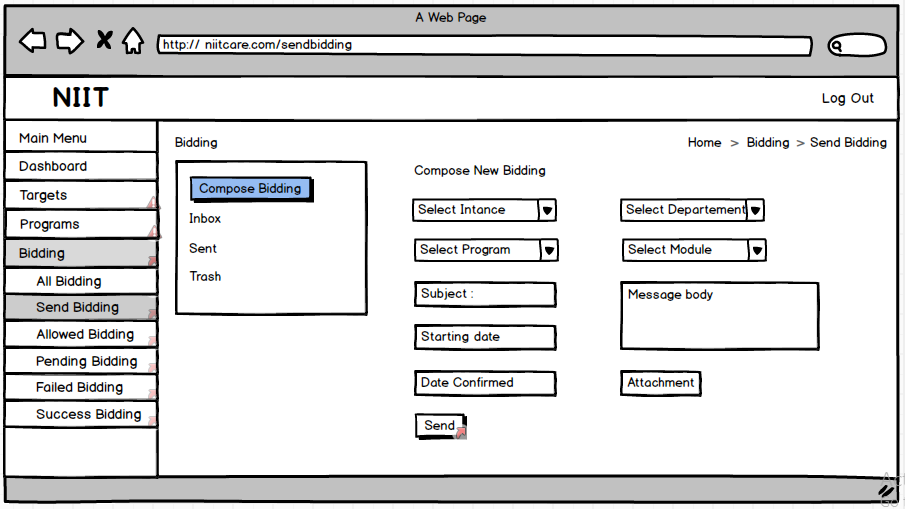 A Web Page
http:// niitcare.com/sendbidding
NIIT
Log Out
Main Menu
Dashboard
Targets
Programs
Bidding
All Bidding
Send Bidding
Allowed Bidding
Pending Bidding
Failed Bidding
Success Bidding
Bidding
Home > Bidding > Send Bidding
Compose Bidding
Inbox
Sent
Trash
Compose New Bidding
Select Intance
Select Departement
Select Program
Select Module
Subject :
Message body
Starting date
Date Confirmed
Attachment
Send